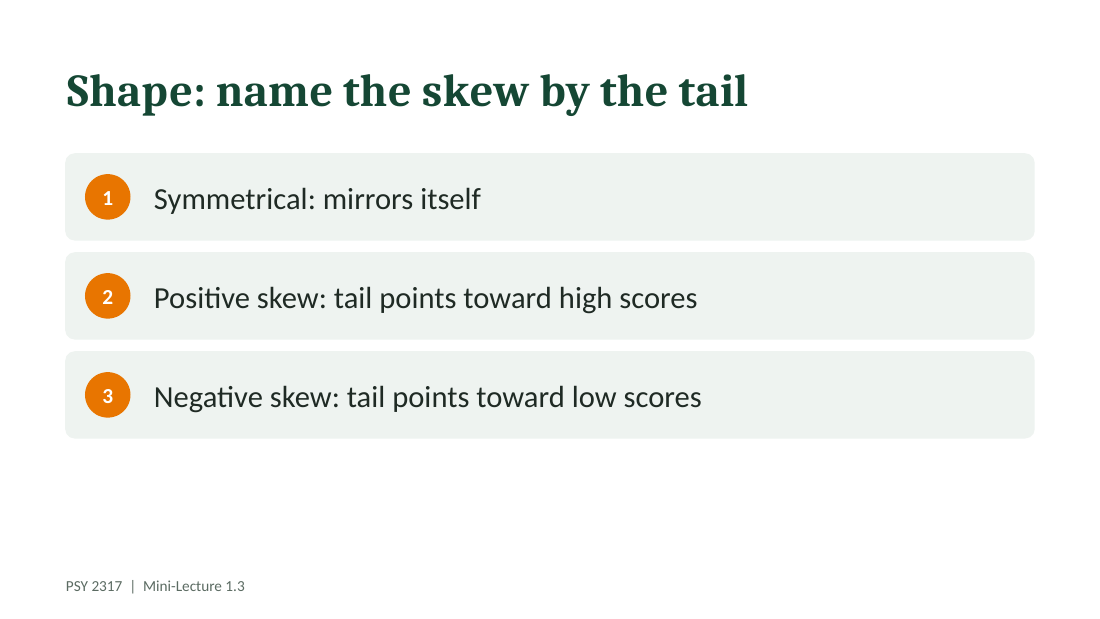 Shape: name the skew by the tail
1 Symmetrical: mirrors itself
2 Positive skew: tail points toward high scores
3 Negative skew: tail points toward low scores
PSY 2317 | Mini-Lecture 1.3